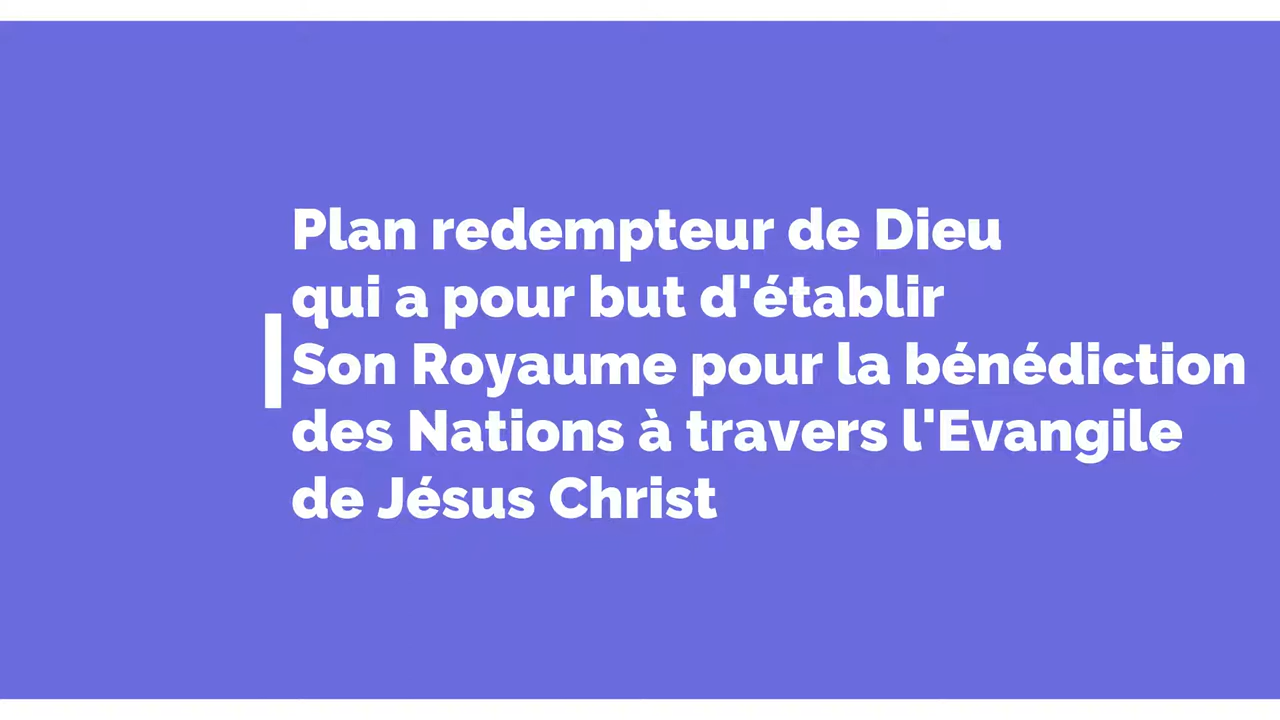 Plan redempteur de Dieu
qui a pour but d'établir
Son Royaume pour la bénédiction
des Nations à travers l'Evangile
de Jésus Christ